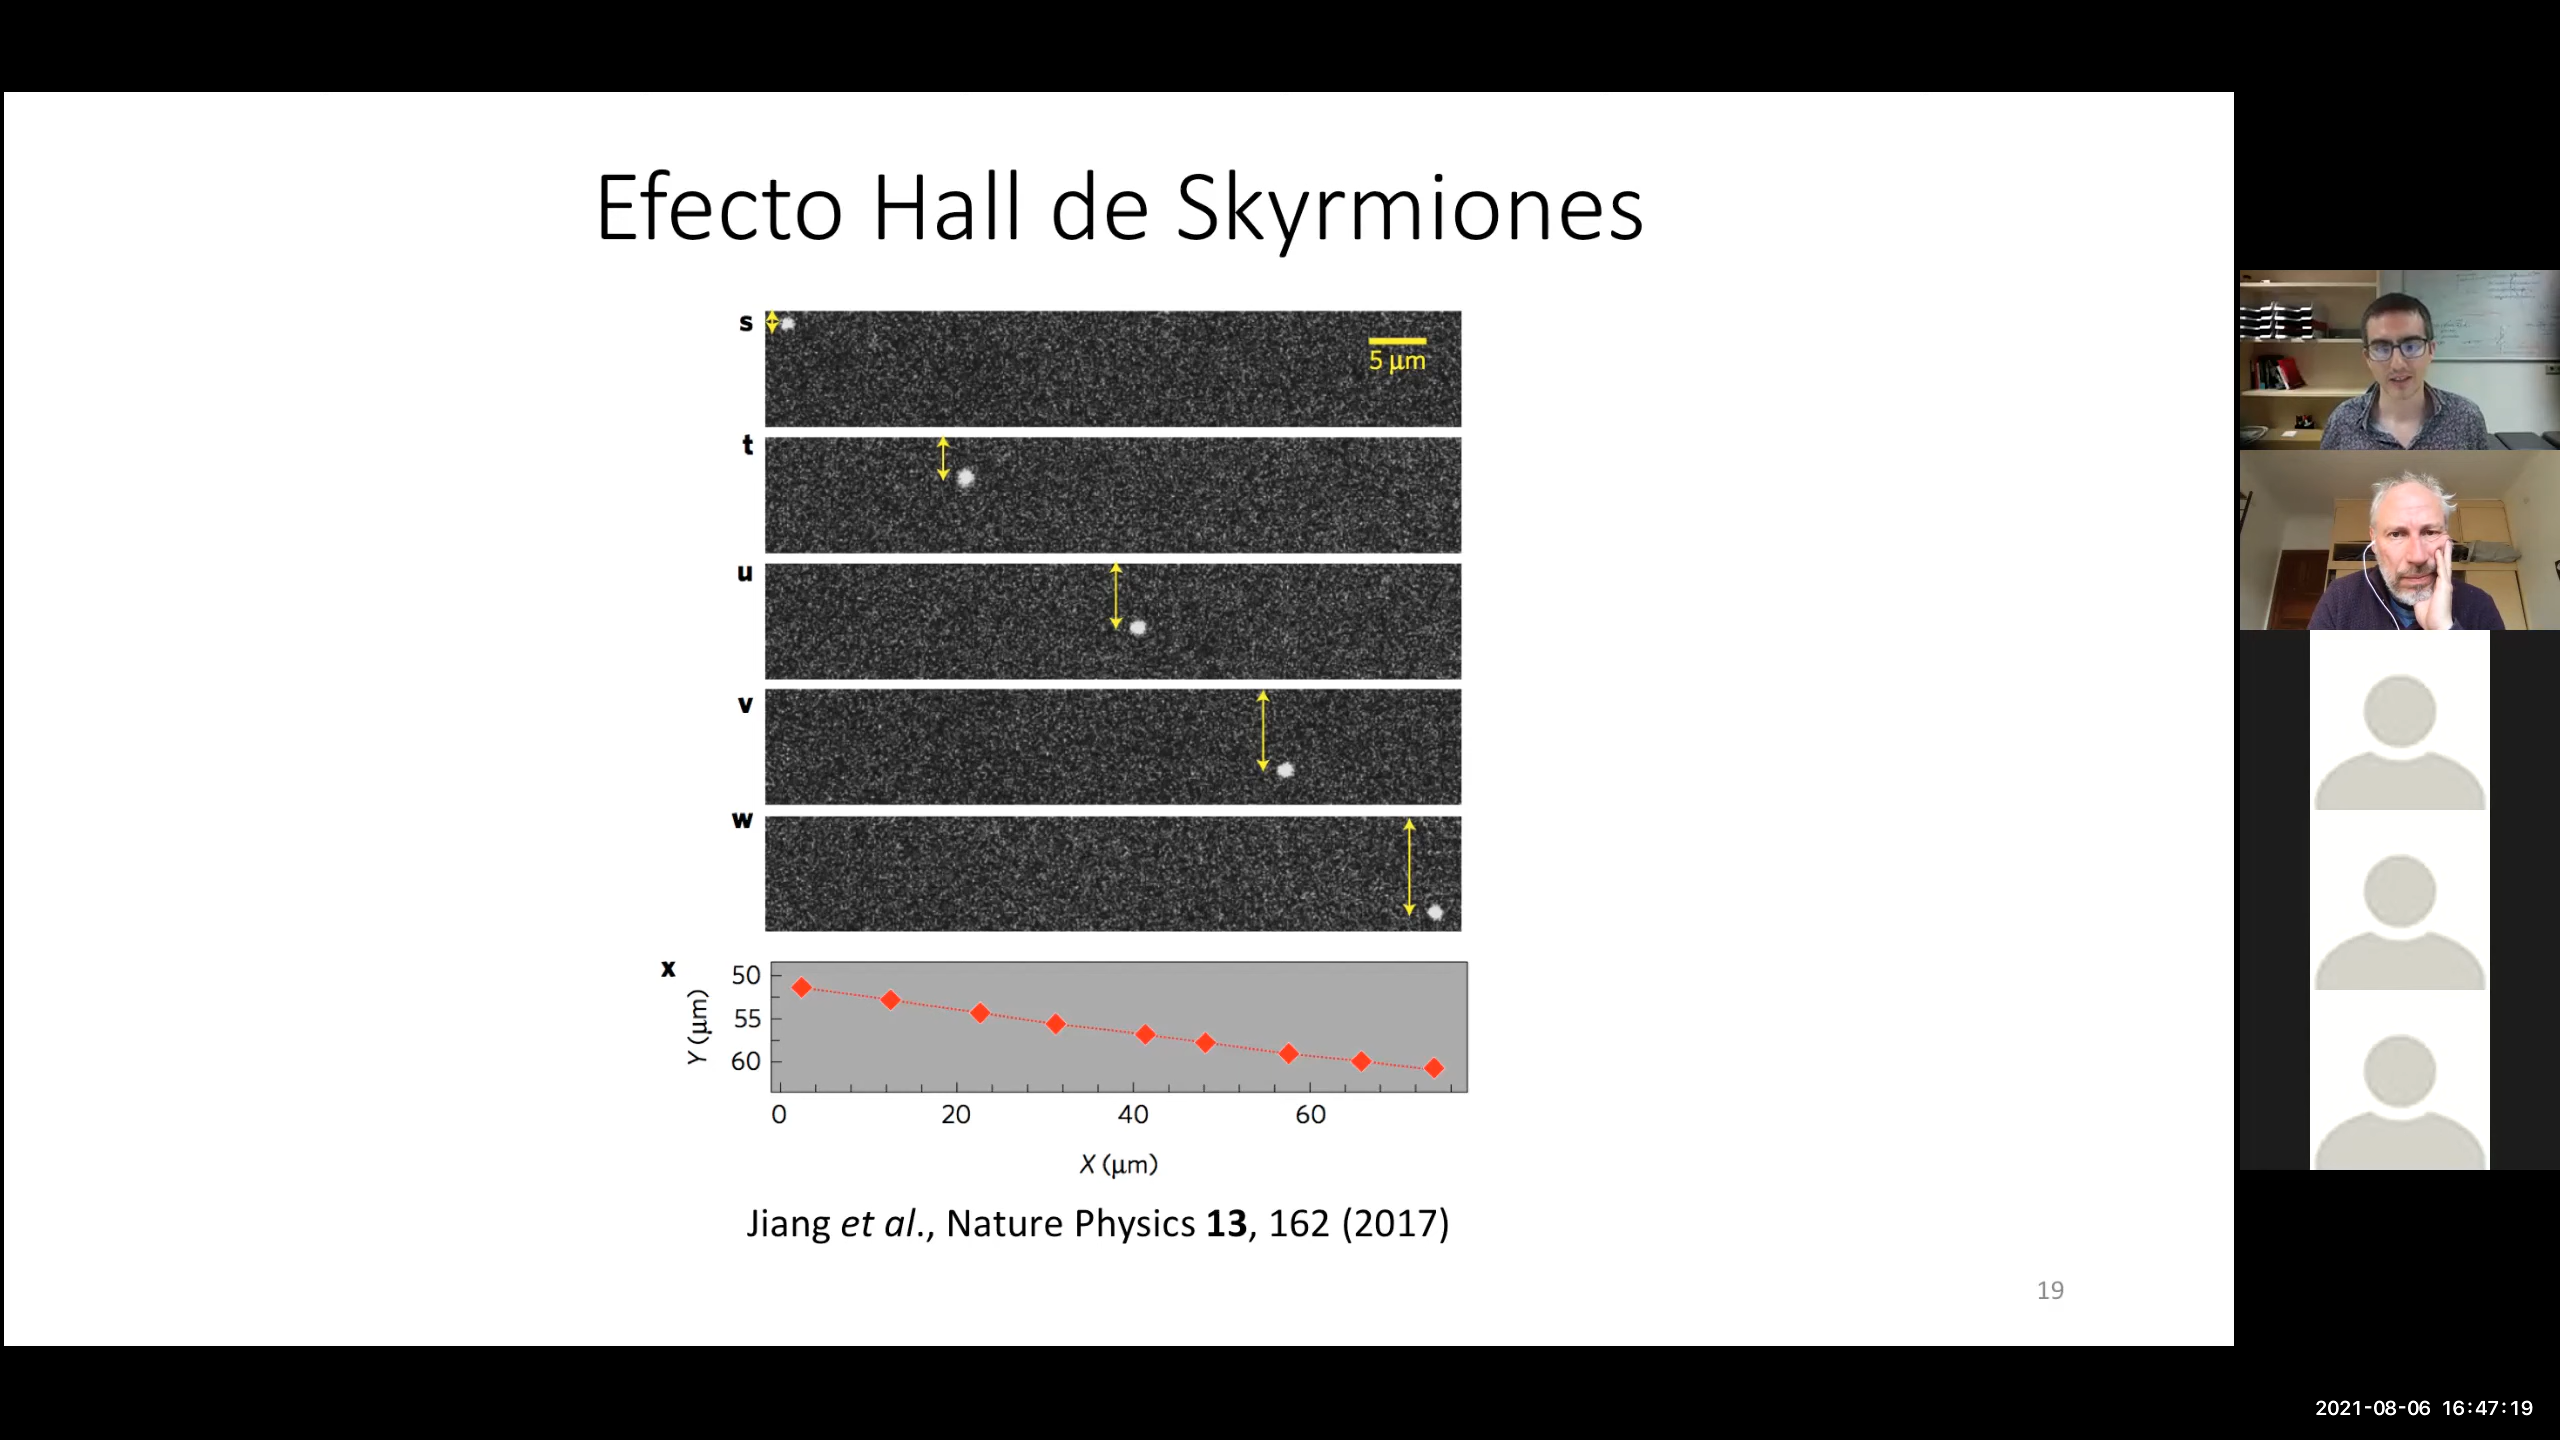 Efecto Hall de Skyrmiones
s
5 µm
t
u
v
w
x
50
55
60
Y (µm)
0 20 40 60
X (µm)
Jiang et al., Nature Physics 13, 162 (2017)
19
2021-08-06 16:47:19